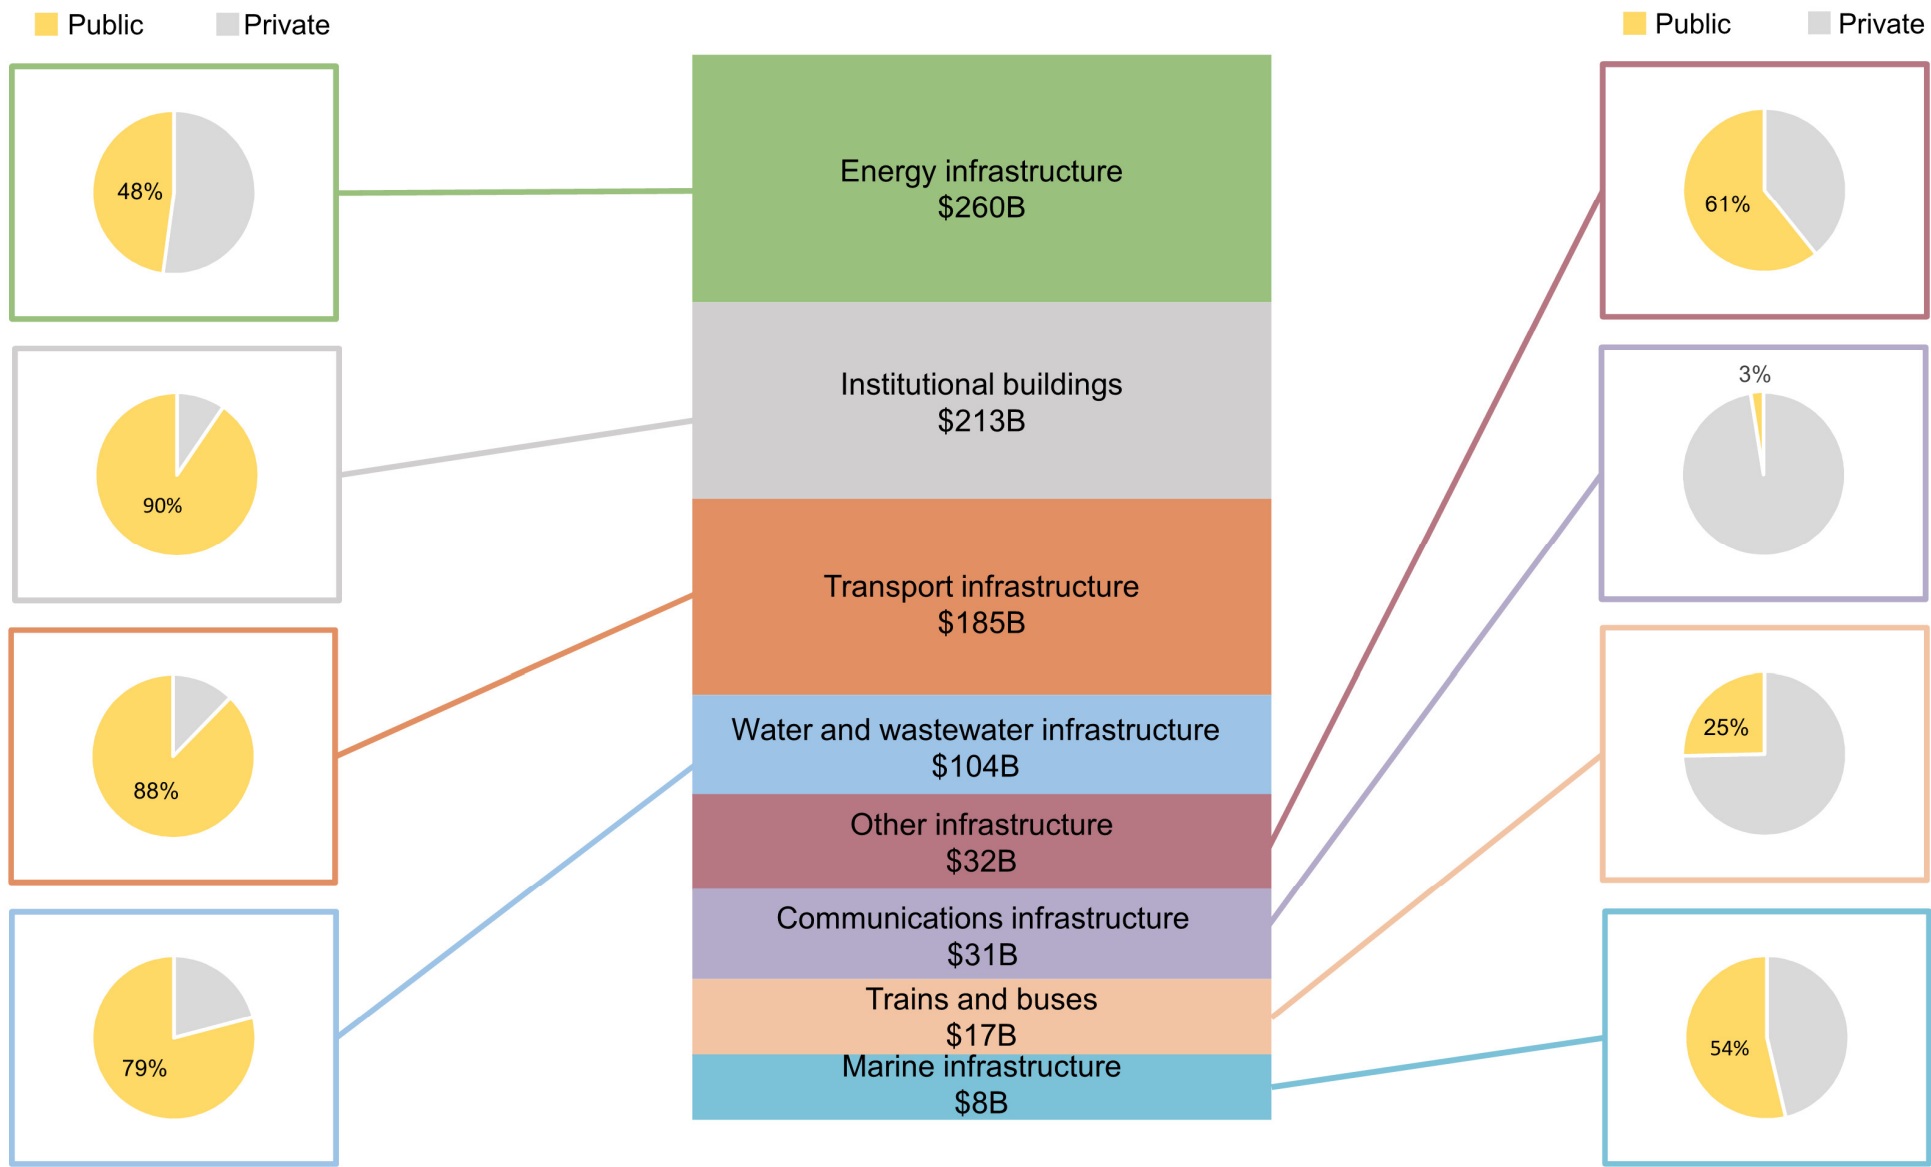 Public
Private
Public
Private
48%
90%
88%
79%
Energy infrastructure
$260B
Institutional buildings
$213B
Transport infrastructure
$185B
Water and wastewater infrastructure
$104B
Other infrastructure
$32B
Communications infrastructure
$31B
Trains and buses
$17B
Marine infrastructure
$8B
61%
3%
25%
54%